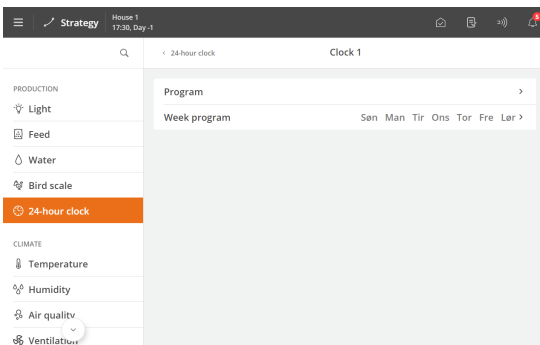 Strategy
House 1
17:30, Day -1
5
24-hour clock
Clock 1
PRODUCTION
Light
Feed
Water
Bird scale
24-hour clock
CLIMATE
Temperature
Humidity
Air quality
Ventilation
Program
Week program Søn Man Tir Ons Tor Fre Lør